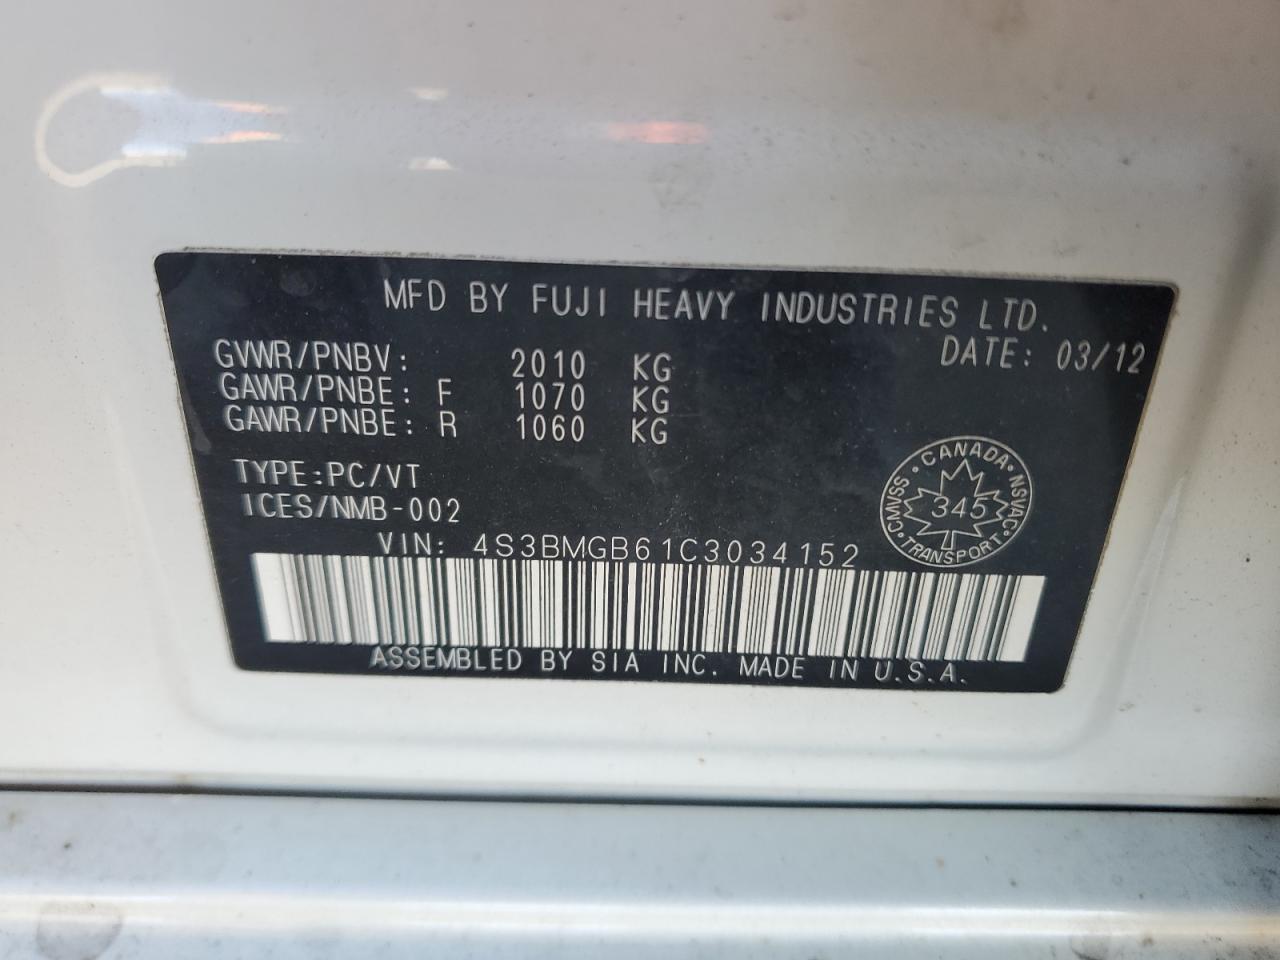 MFD BY FUJI HEAVY INDUSTRIES LTD.
DATE: 03/12
GVWR/PNBV: 2010 KG
GAWR/PNBE: F 1070 KG
GAWR/PNBE: R 1060 KG
TYPE:PC/VT
ICES/NMB-002
CANADA
CMVSS 345 NSVAC
TRANSPORT
VIN: 4S3BMGB61C3034152
ASSEMBLED BY SIA INC. MADE IN U.S.A.